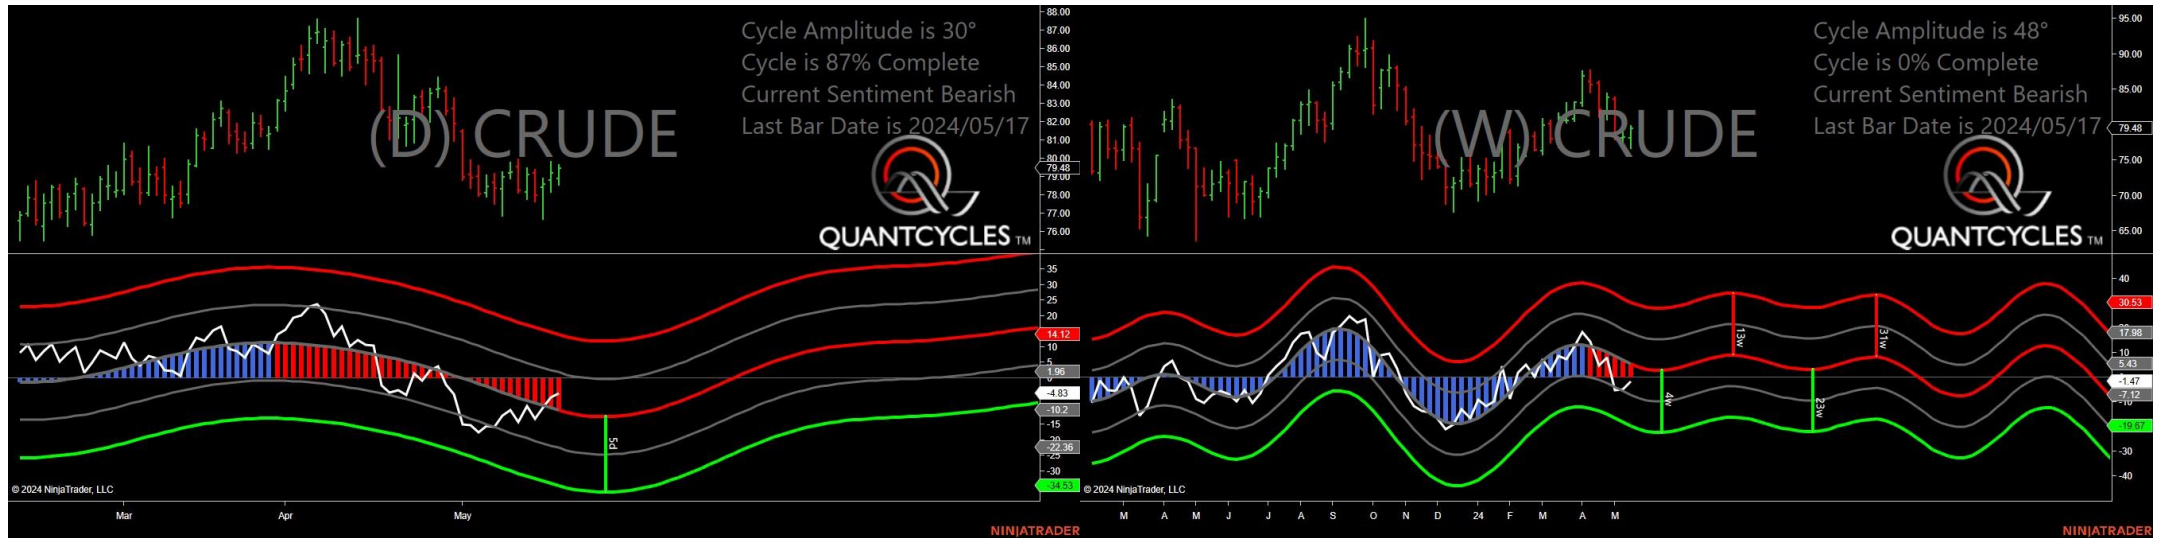 Cycle Amplitude is 30°
Cycle is 87% Complete
Current Sentiment Bearish
Last Bar Date is 2024/05/17
(D) CRUDE
QUANTCYCLES TM
88.00
87.00
86.00
85.00
84.00
83.00
82.00
81.00
80.00
79.48
79.00
78.00
77.00
76.00
35
30
25
20
14.12
10
5
1.96
0
-4.83
-10.2
-15
-22.36
-25
-30
-34.53
5d
© 2024 NinjaTrader, LLC
Mar
Apr
May
NINJATRADER
Cycle Amplitude is 48°
Cycle is 0% Complete
Current Sentiment Bearish
Last Bar Date is 2024/05/17
(W) CRUDE
QUANTCYCLES TM
95.00
90.00
85.00
79.48
75.00
70.00
65.00
40
30.53
17.98
10
5.43
-1.47
-7.12
-19.67
-30
-40
13w
31w
4w
23w
© 2024 NinjaTrader, LLC
M
A
M
J
J
A
S
O
N
D
24
F
M
A
M
NINJATRADER